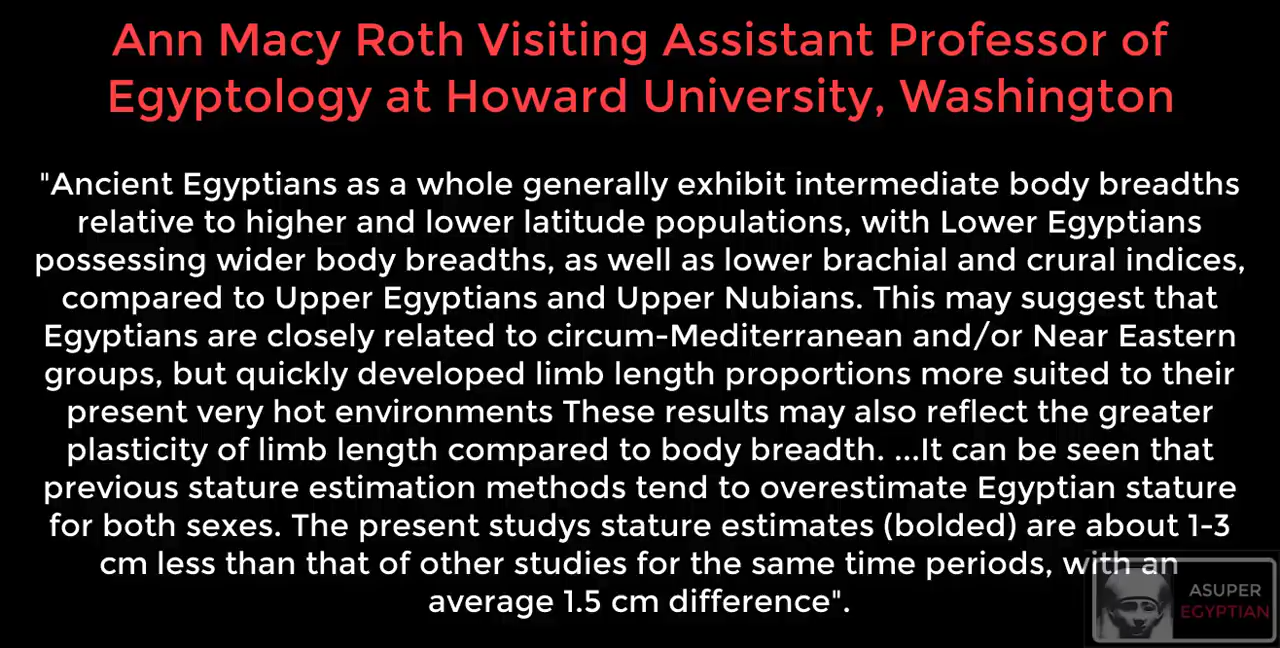 Ann Macy Roth Visiting Assistant Professor of
Egyptology at Howard University, Washington
"Ancient Egyptians as a whole generally exhibit intermediate body breadths
relative to higher and lower latitude populations, with Lower Egyptians
possessing wider body breadths, as well as lower brachial and crural indices,
compared to Upper Egyptians and Upper Nubians. This may suggest that
Egyptians are closely related to circum-Mediterranean and/or Near Eastern
groups, but quickly developed limb length proportions more suited to their
present very hot environments These results may also reflect the greater
plasticity of limb length compared to body breadth. ...It can be seen that
previous stature estimation methods tend to overestimate Egyptian stature
for both sexes. The present studys stature estimates (bolded) are about 1-3
cm less than that of other studies for the same time periods, with an
average 1.5 cm difference".
ASUPER
EGYPTIAN